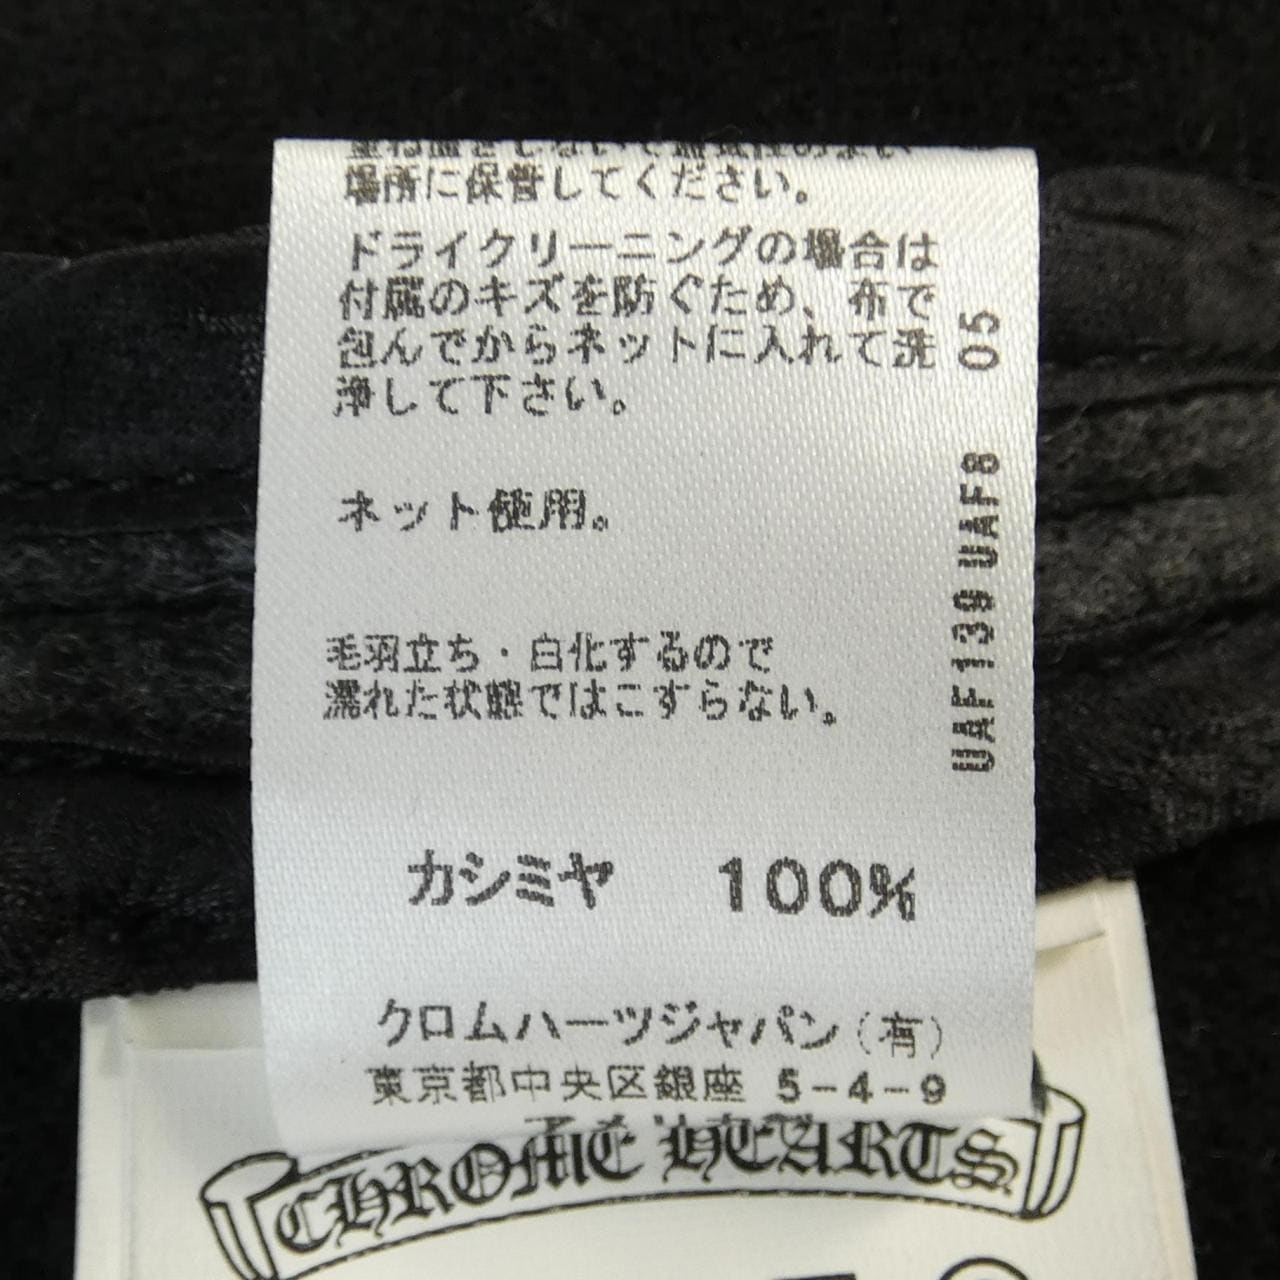 場所に保管してください。
ドライクリーニングの場合は
付属のキズを防ぐため、布で
包んでからネットに入れて洗
浄して下さい。
ネット使用。
毛羽立ち・白化するので
濡れた状態ではこすらない。
カシミヤ 100%
クロムハーツジャパン(有)
東京都中央区銀座 5-4-9
UAF139 UAF8 05
CHROME HEARTS